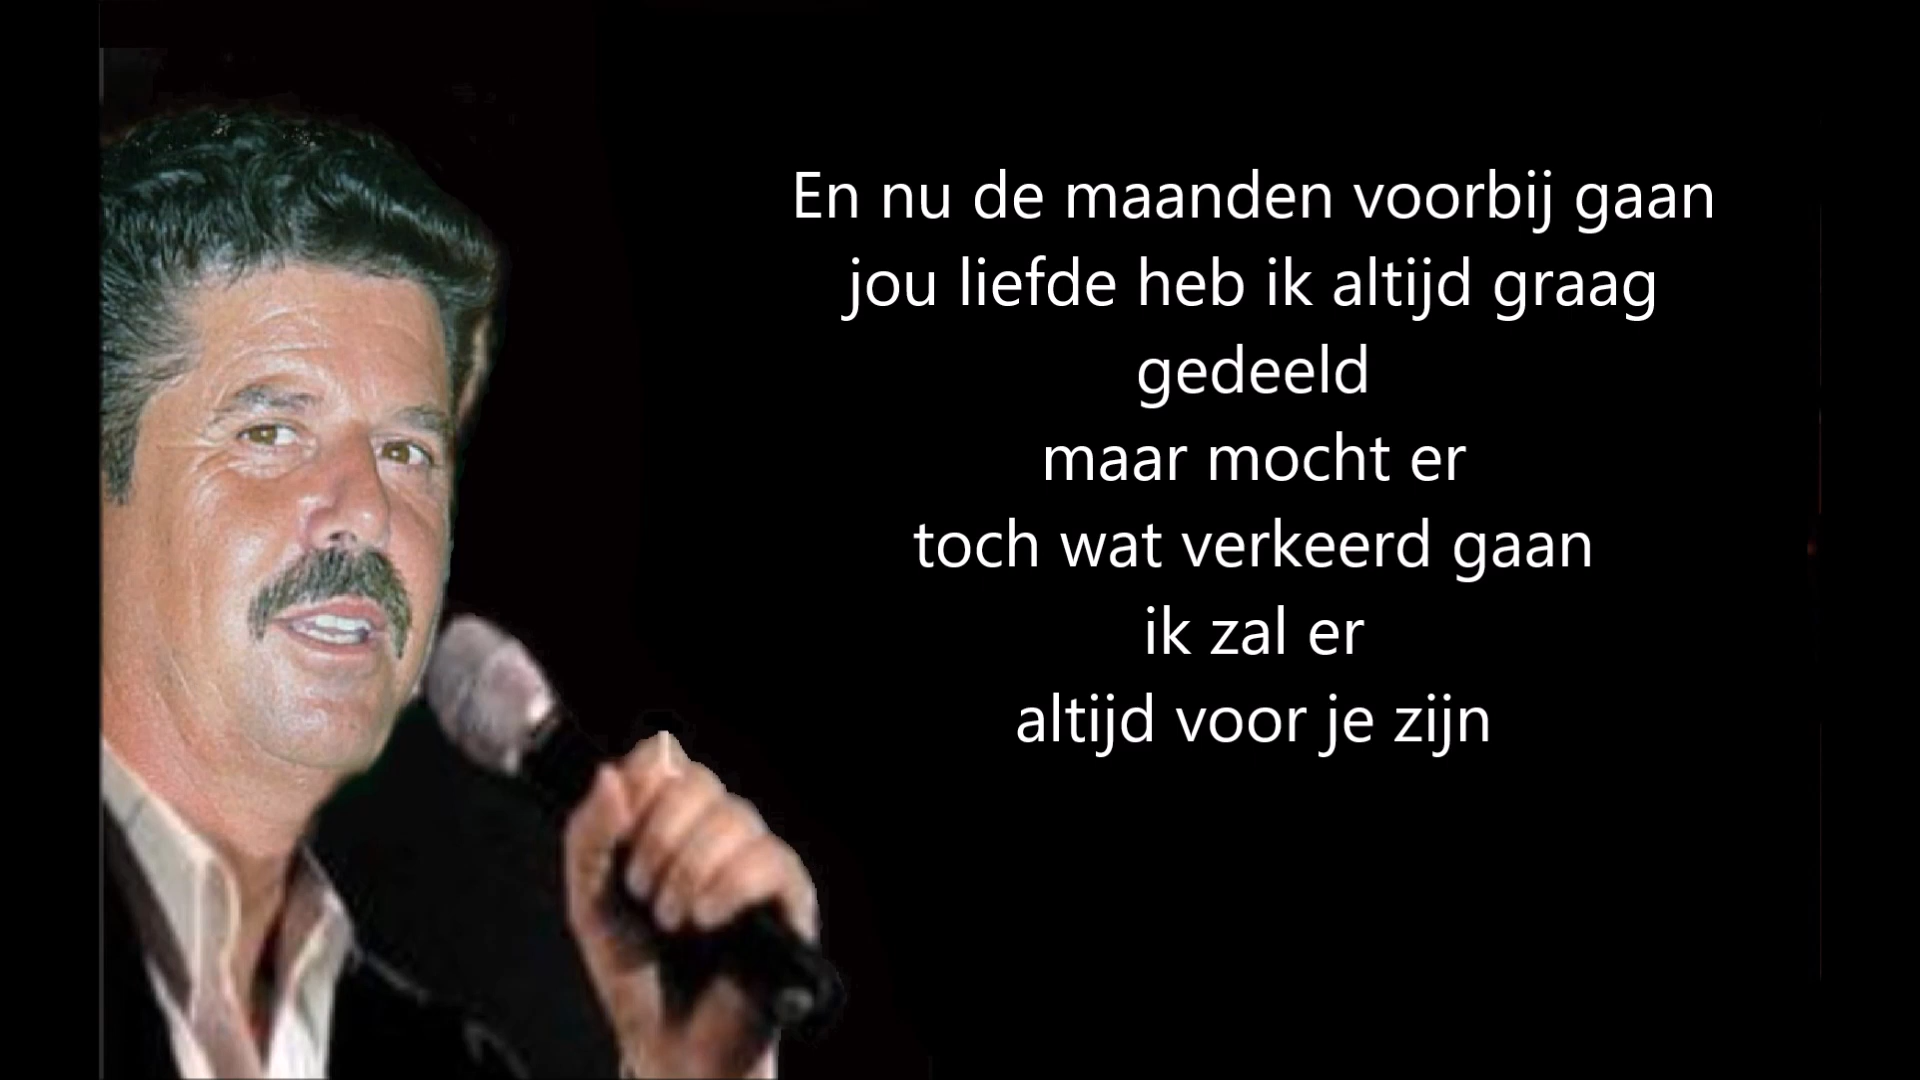 En nu de maanden voorbij gaan
jou liefde heb ik altijd graag
gedeeld
maar mocht er
toch wat verkeerd gaan
ik zal er
altijd voor je zijn